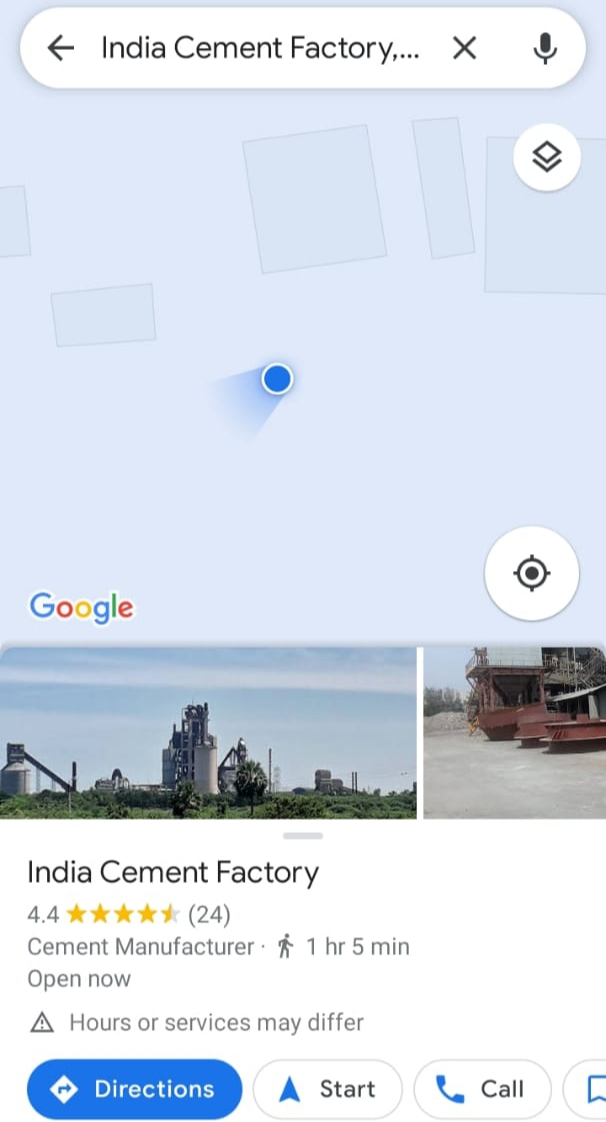 India Cement Factory,...
Google
India Cement Factory
4.4 (24)
Cement Manufacturer · 1 hr 5 min
Open now
Hours or services may differ
Directions Start Call